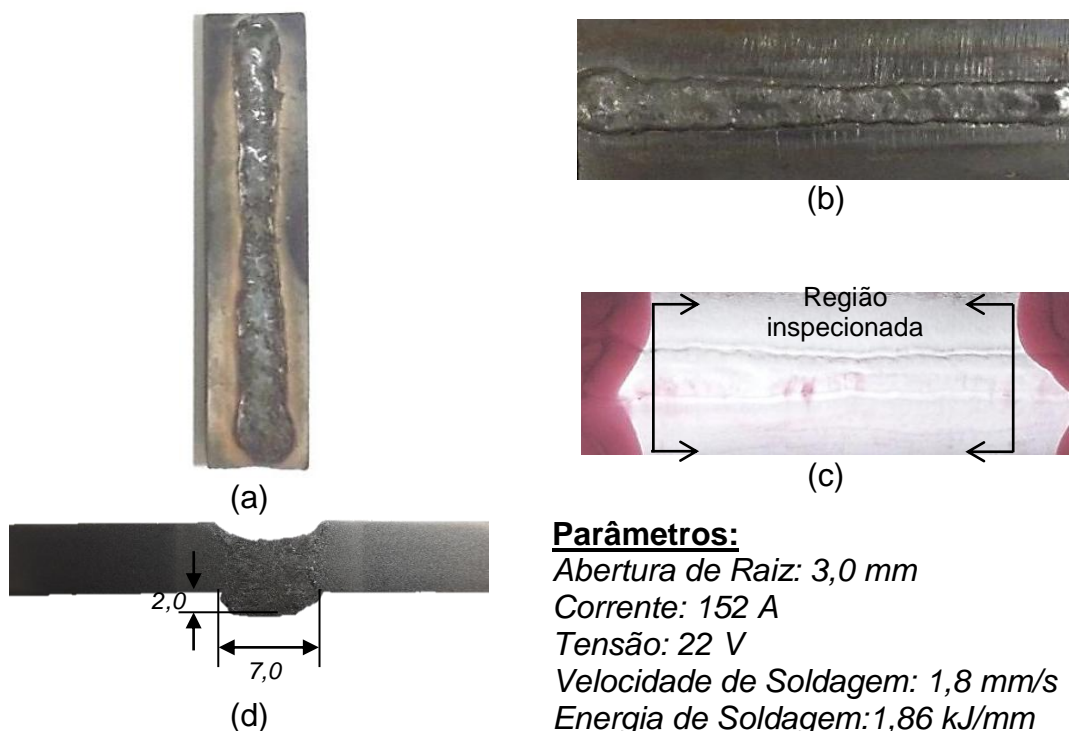 (a)
(b)
Região
inspecionada
(c)
2,0
7,0
(d)
Parâmetros:
Abertura de Raiz: 3,0 mm
Corrente: 152 A
Tensão: 22 V
Velocidade de Soldagem: 1,8 mm/s
Energia de Soldagem:1,86 kJ/mm